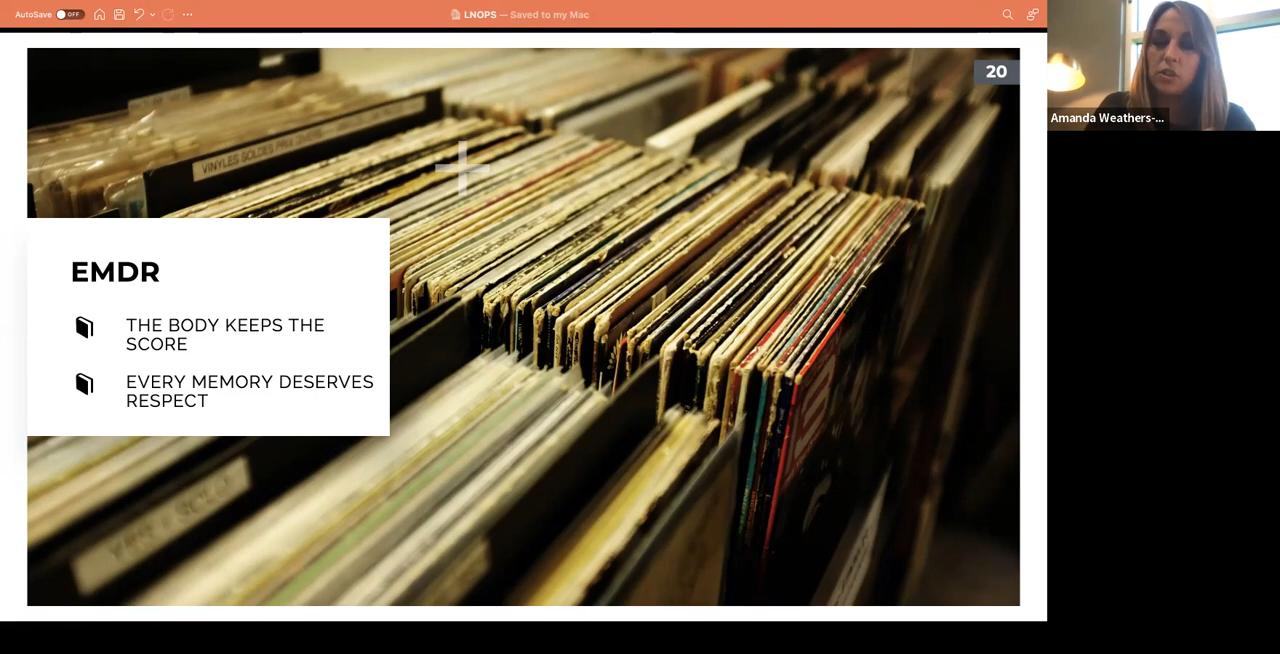 AutoSave OFF
LNOPS — Saved to my Mac
20
Amanda Weathers-...
VINYLES SOLDES PRIX
EMDR
THE BODY KEEPS THE
SCORE
EVERY MEMORY DESERVES
RESPECT